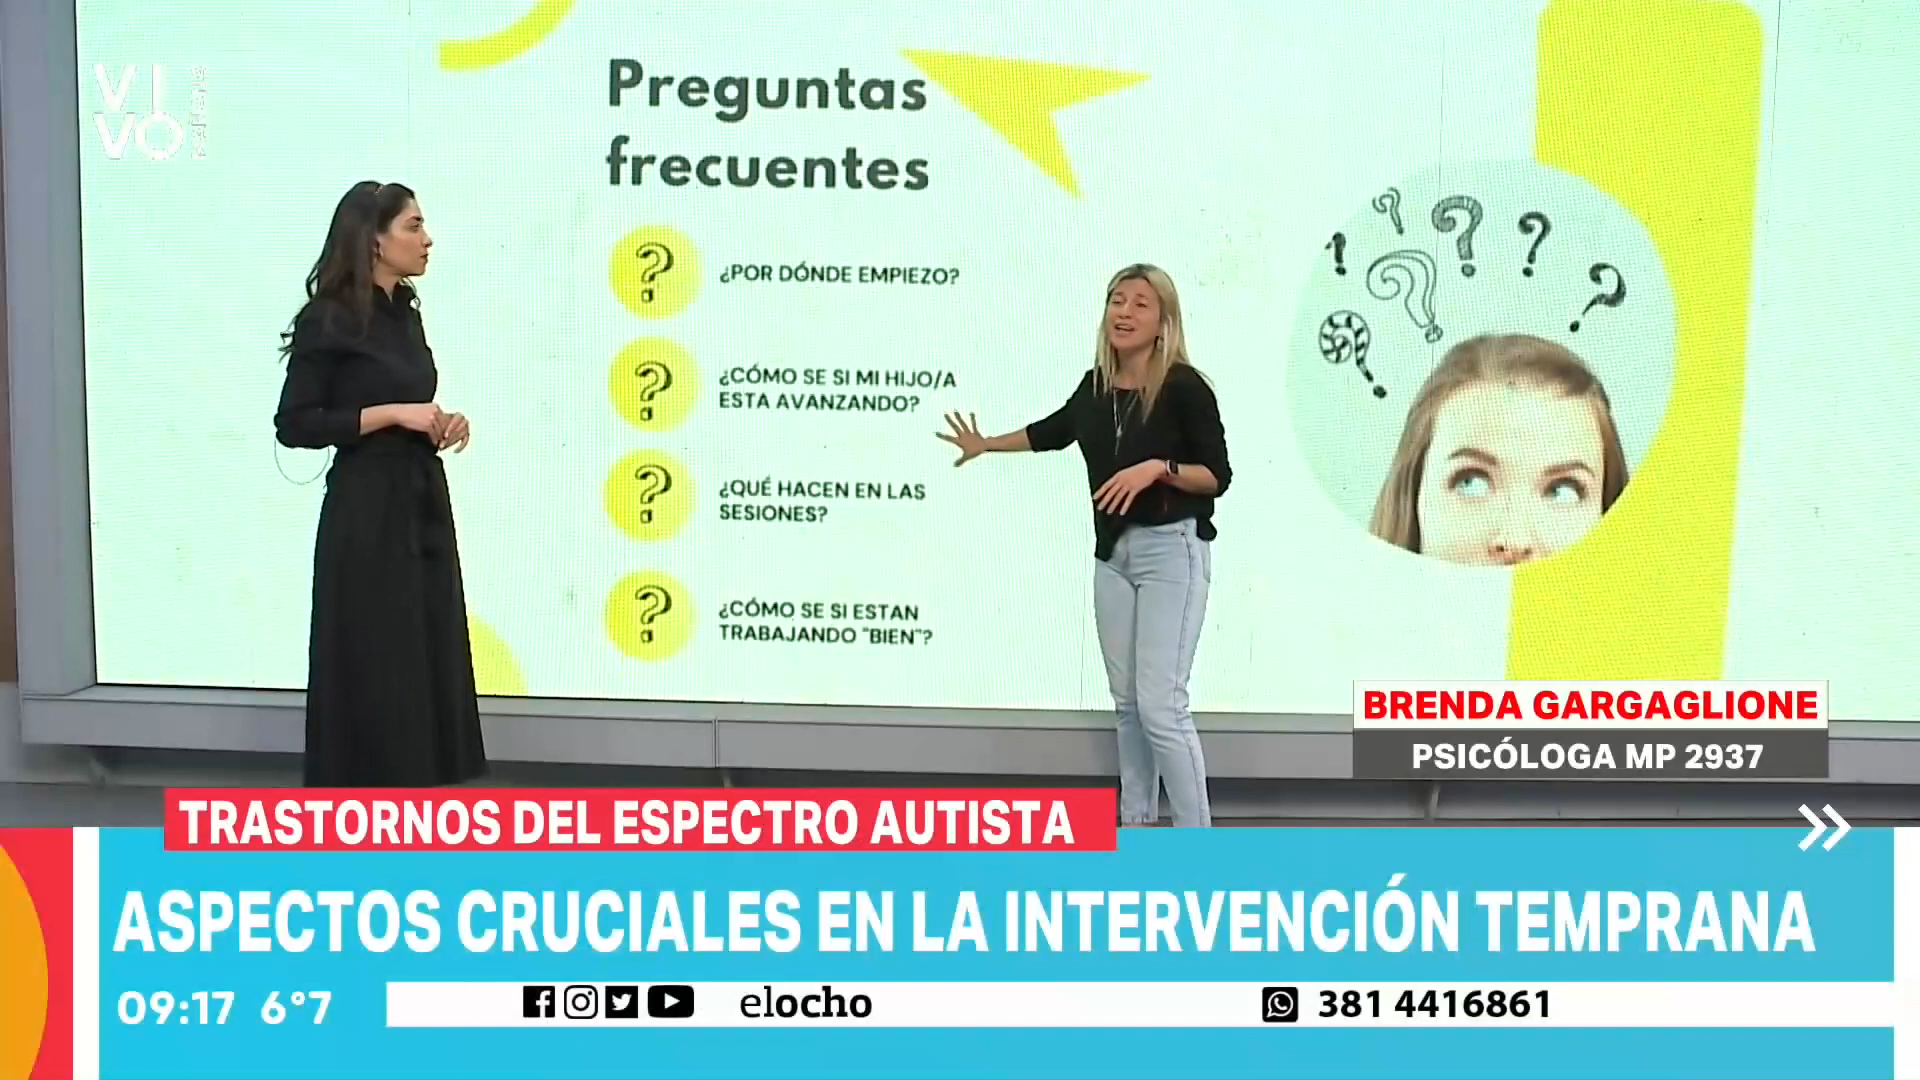 VI
VO
Preguntas
frecuentes
¿POR DÓNDE EMPIEZO?
¿CÓMO SE SI MI HIJO/A
ESTA AVANZANDO?
¿QUÉ HACEN EN LAS
SESIONES?
¿CÓMO SE SI ESTAN
TRABAJANDO "BIEN"?
BRENDA GARGAGLIONE
PSICÓLOGA MP 2937
TRASTORNOS DEL ESPECTRO AUTISTA
ASPECTOS CRUCIALES EN LA INTERVENCIÓN TEMPRANA
09:17 6°7 elocho 381 4416861